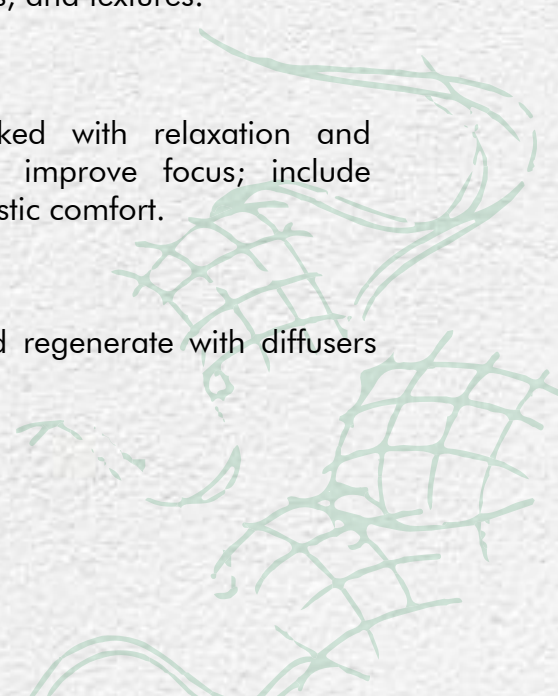 and textures.
ked with relaxation and
improve focus; include
stic comfort.
d regenerate with diffusers